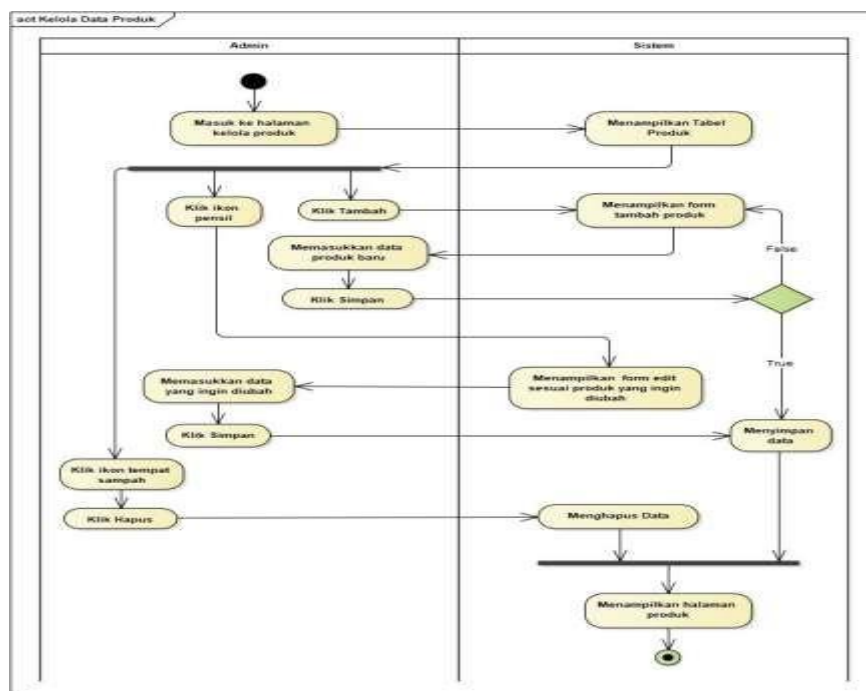 act Kelola Data Produk
Admin
Sistem
Masuk ke halaman
kelola produk
Menampilkan Tabel
Produk
Klik ikon
pensil
Klik Tambah
Menampilkan form
tambah produk
Memasukkan data
produk baru
False
Klik Simpan
True
Memasukkan data
yang ingin diubah
Menampilkan form edit
sesuai produk yang ingin
diubah
Klik Simpan
Menyimpan
data
Klik ikon tempat
sampah
Klik Hapus
Menghapus Data
Menampilkan halaman
produk